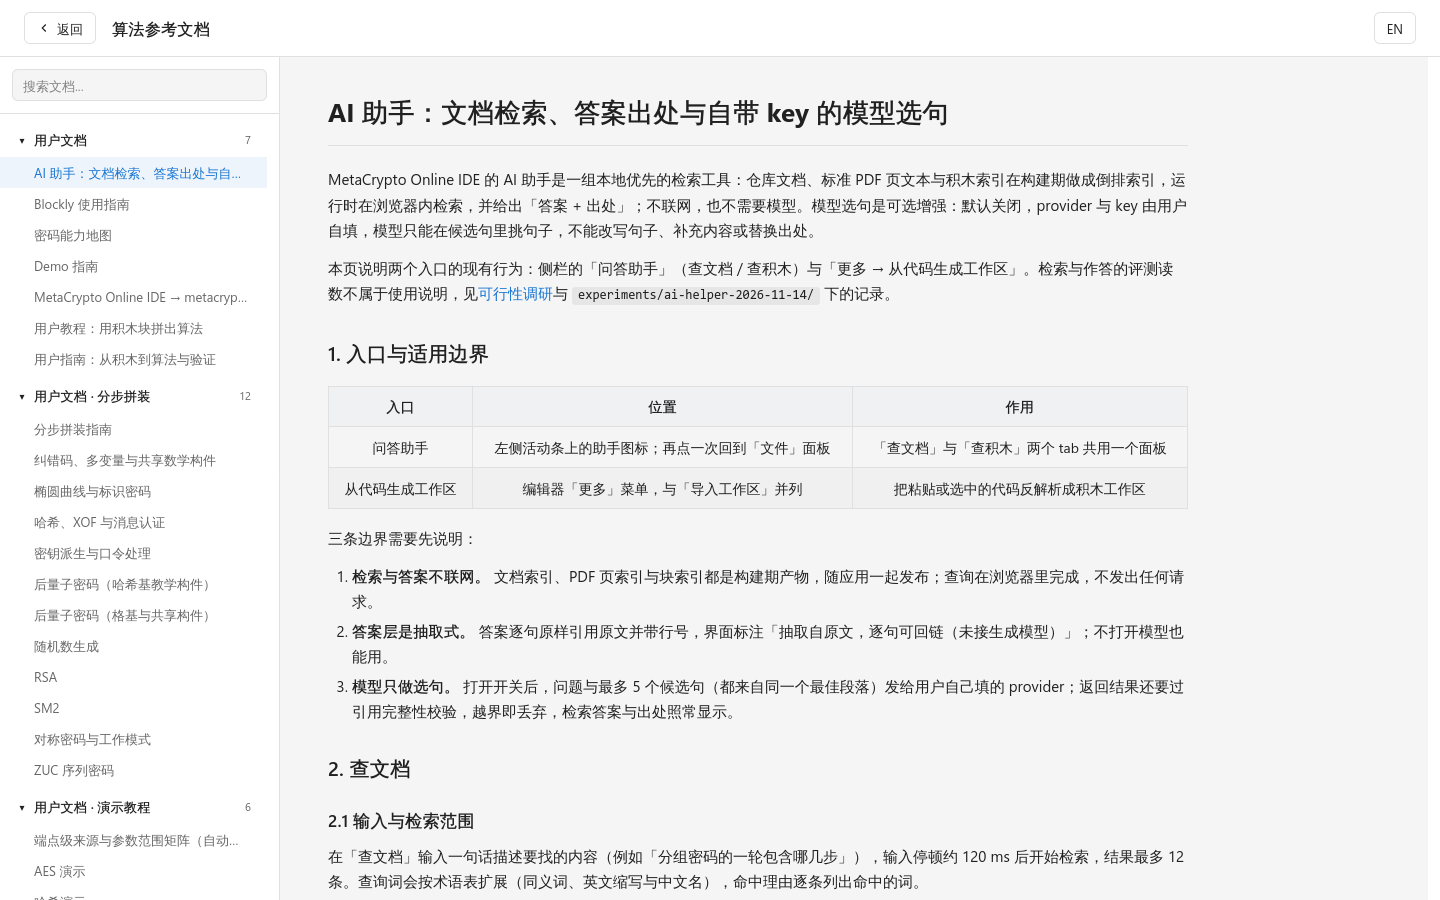 返回
算法参考文档
EN
搜索文档...
用户文档 7
AI 助手：文档检索、答案出处与自...
Blockly 使用指南
密码能力地图
Demo 指南
MetaCrypto Online IDE → metacryp...
用户教程：用积木块拼出算法
用户指南：从积木到算法与验证
用户文档 · 分步拼装 12
分步拼装指南
纠错码、多变量与共享数学构件
椭圆曲线与标识密码
哈希、XOF 与消息认证
密钥派生与口令处理
后量子密码（哈希基教学构件）
后量子密码（格基与共享构件）
随机数生成
RSA
SM2
对称密码与工作模式
ZUC 序列密码
用户文档 · 演示教程 6
端点级来源与参数范围矩阵（自动...
AES 演示
AI 助手：文档检索、答案出处与自带 key 的模型选句
MetaCrypto Online IDE 的 AI 助手是一组本地优先的检索工具：仓库文档、标准 PDF 页文本与积木索引在构建期做成倒排索引，运
行时在浏览器内检索，并给出「答案 + 出处」；不联网，也不需要模型。模型选句是可选增强：默认关闭，provider 与 key 由用户
自填，模型只能在候选句里挑句子，不能改写句子、补充内容或替换出处。
本页说明两个入口的现有行为：侧栏的「问答助手」（查文档 / 查积木）与「更多 → 从代码生成工作区」。检索与作答的评测读
数不属于使用说明，见可行性调研与 experiments/ai-helper-2026-11-14/ 下的记录。
1. 入口与适用边界
入口 位置 作用
问答助手 左侧活动条上的助手图标；再点一次回到「文件」面板 「查文档」与「查积木」两个 tab 共用一个面板
从代码生成工作区 编辑器「更多」菜单，与「导入工作区」并列 把粘贴或选中的代码反解析成积木工作区
三条边界需要先说明：
1. 检索与答案不联网。 文档索引、PDF 页索引与块索引都是构建期产物，随应用一起发布；查询在浏览器里完成，不发出任何请
求。
2. 答案层是抽取式。 答案逐句原样引用原文并带行号，界面标注「抽取自原文，逐句可回链（未接生成模型）」；不打开模型也
能用。
3. 模型只做选句。 打开开关后，问题与最多 5 个候选句（都来自同一个最佳段落）发给用户自己填的 provider；返回结果还要过
引用完整性校验，越界即丢弃，检索答案与出处照常显示。
2. 查文档
2.1 输入与检索范围
在「查文档」输入一句话描述要找的内容（例如「分组密码的一轮包含哪几步」），输入停顿约 120 ms 后开始检索，结果最多 12
条。查询词会按术语表扩展（同义词、英文缩写与中文名），命中理由逐条列出命中的词。